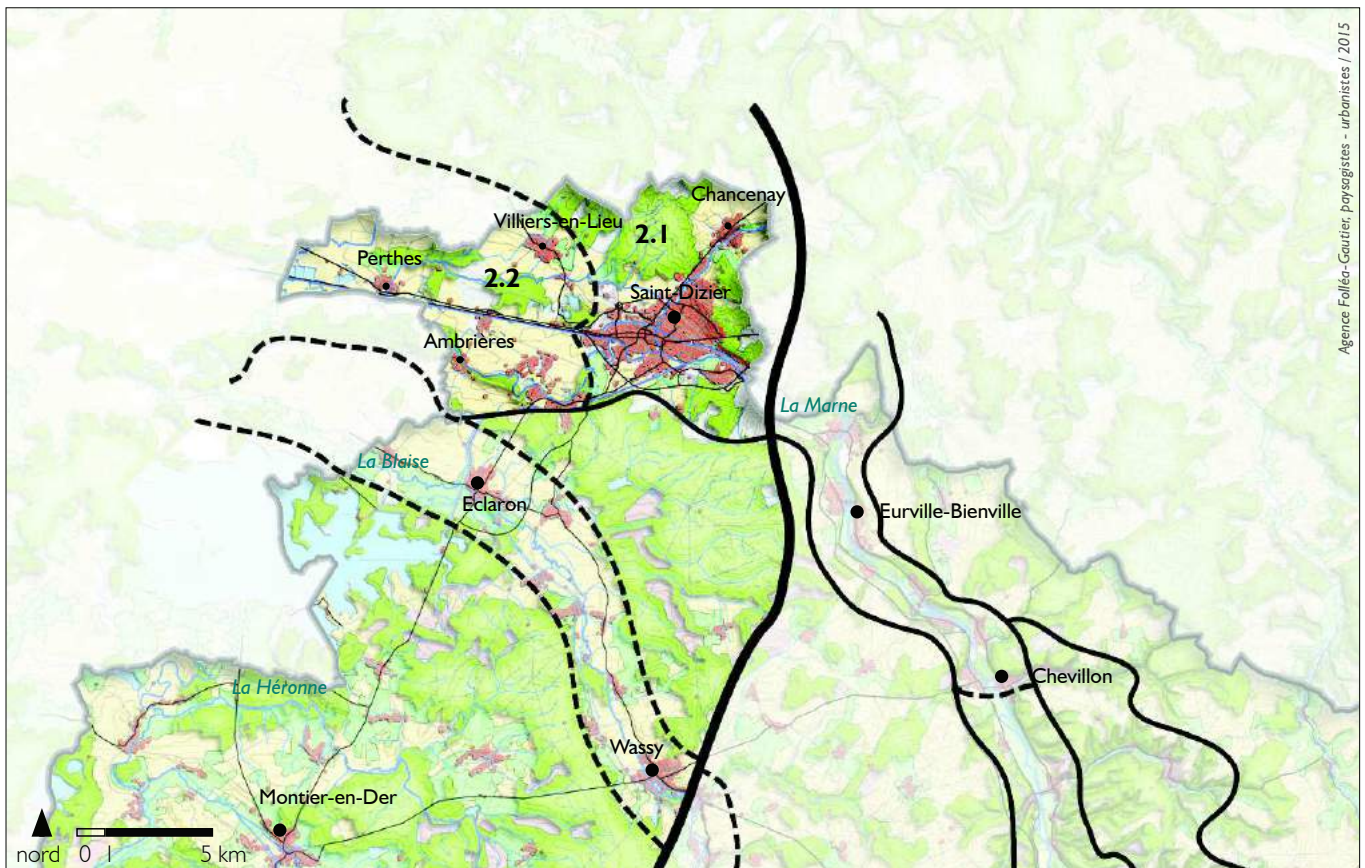 Agence Folléa-Gautier, paysagistes - urbanistes / 2015
Chancenay
Villiers-en-Lieu
2.1
Perthes
2.2
Saint-Dizier
Ambrières
La Marne
La Blaise
Eclaron
Eurville-Bienville
Chevillon
La Héronne
Wassy
Montier-en-Der
nord 0 1 5 km